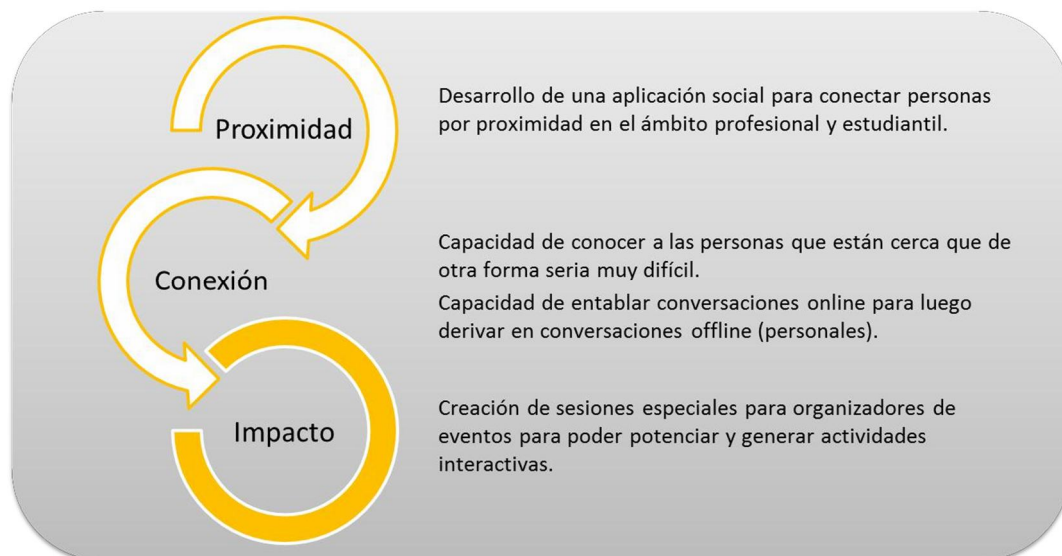 Proximidad
Desarrollo de una aplicación social para conectar personas
por proximidad en el ámbito profesional y estudiantil.
Conexión
Capacidad de conocer a las personas que están cerca que de
otra forma seria muy difícil.
Capacidad de entablar conversaciones online para luego
derivar en conversaciones offline (personales).
Impacto
Creación de sesiones especiales para organizadores de
eventos para poder potenciar y generar actividades
interactivas.